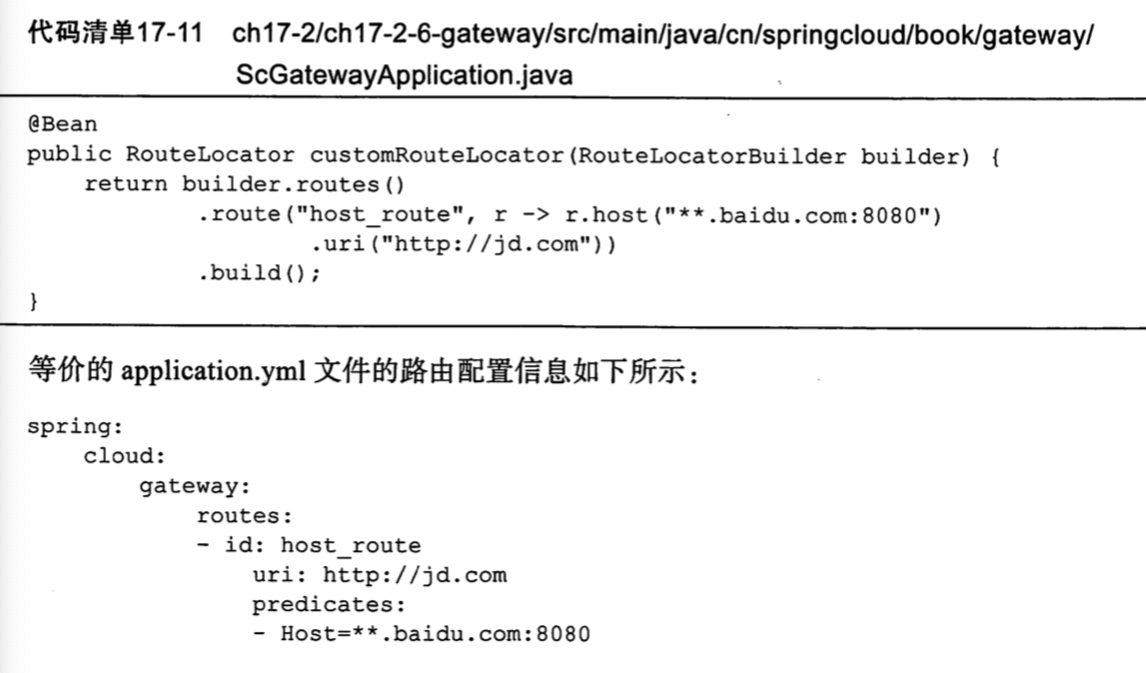 代码清单17-11 ch17-2/ch17-2-6-gateway/src/main/java/cn/springcloud/book/gateway/
ScGatewayApplication.java
@Bean
public RouteLocator customRouteLocator(RouteLocatorBuilder builder) {
    return builder.routes()
            .route("host_route", r -> r.host("**.baidu.com:8080")
                    .uri("http://jd.com"))
            .build();
}
等价的 application.yml 文件的路由配置信息如下所示：
spring:
    cloud:
        gateway:
            routes:
            - id: host_route
                uri: http://jd.com
                predicates:
                - Host=**.baidu.com:8080